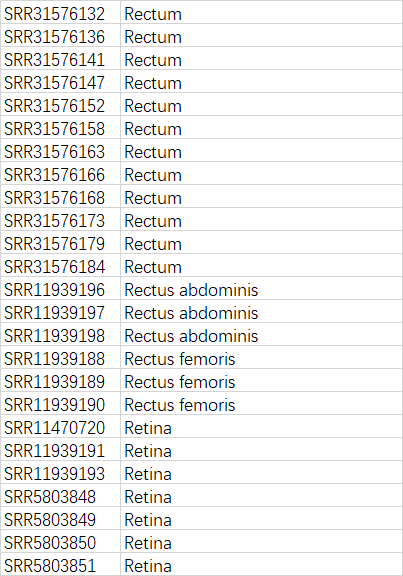 SRR31576132 Rectum
SRR31576136 Rectum
SRR31576141 Rectum
SRR31576147 Rectum
SRR31576152 Rectum
SRR31576158 Rectum
SRR31576163 Rectum
SRR31576166 Rectum
SRR31576168 Rectum
SRR31576173 Rectum
SRR31576179 Rectum
SRR31576184 Rectum
SRR11939196 Rectus abdominis
SRR11939197 Rectus abdominis
SRR11939198 Rectus abdominis
SRR11939188 Rectus femoris
SRR11939189 Rectus femoris
SRR11939190 Rectus femoris
SRR11470720 Retina
SRR11939191 Retina
SRR11939193 Retina
SRR5803848 Retina
SRR5803849 Retina
SRR5803850 Retina
SRR5803851 Retina